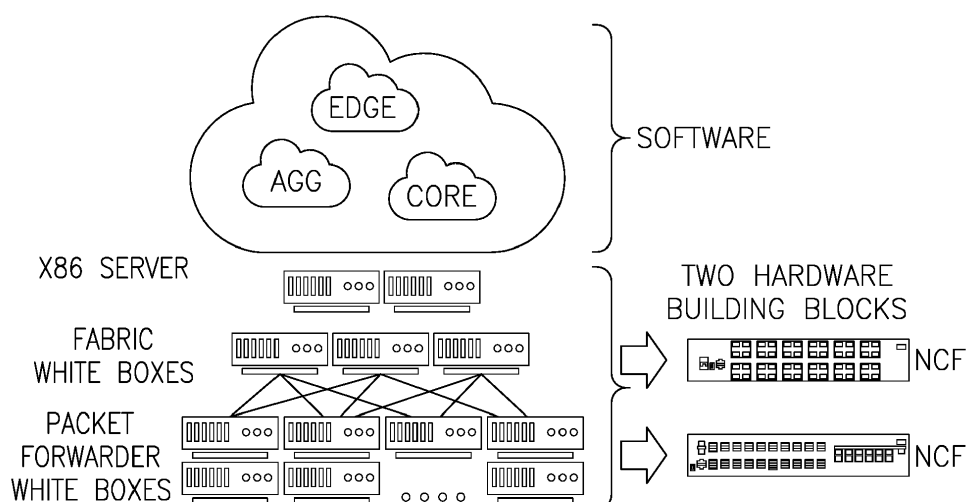 EDGE
AGG
CORE
SOFTWARE
X86 SERVER
TWO HARDWARE
BUILDING BLOCKS
FABRIC
WHITE BOXES
NCF
PACKET
FORWARDER
WHITE BOXES
NCF